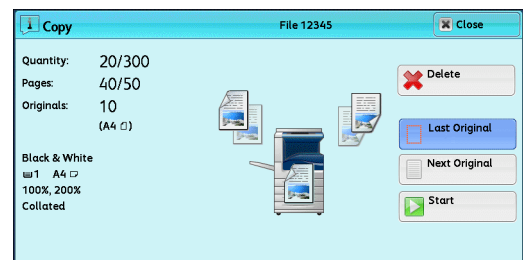 Copy
File 12345
Close
Quantity: 20/300
Pages: 40/50
Originals: 10
(A4)
Black & White
1 A4
100%, 200%
Collated
Delete
Last Original
Next Original
Start